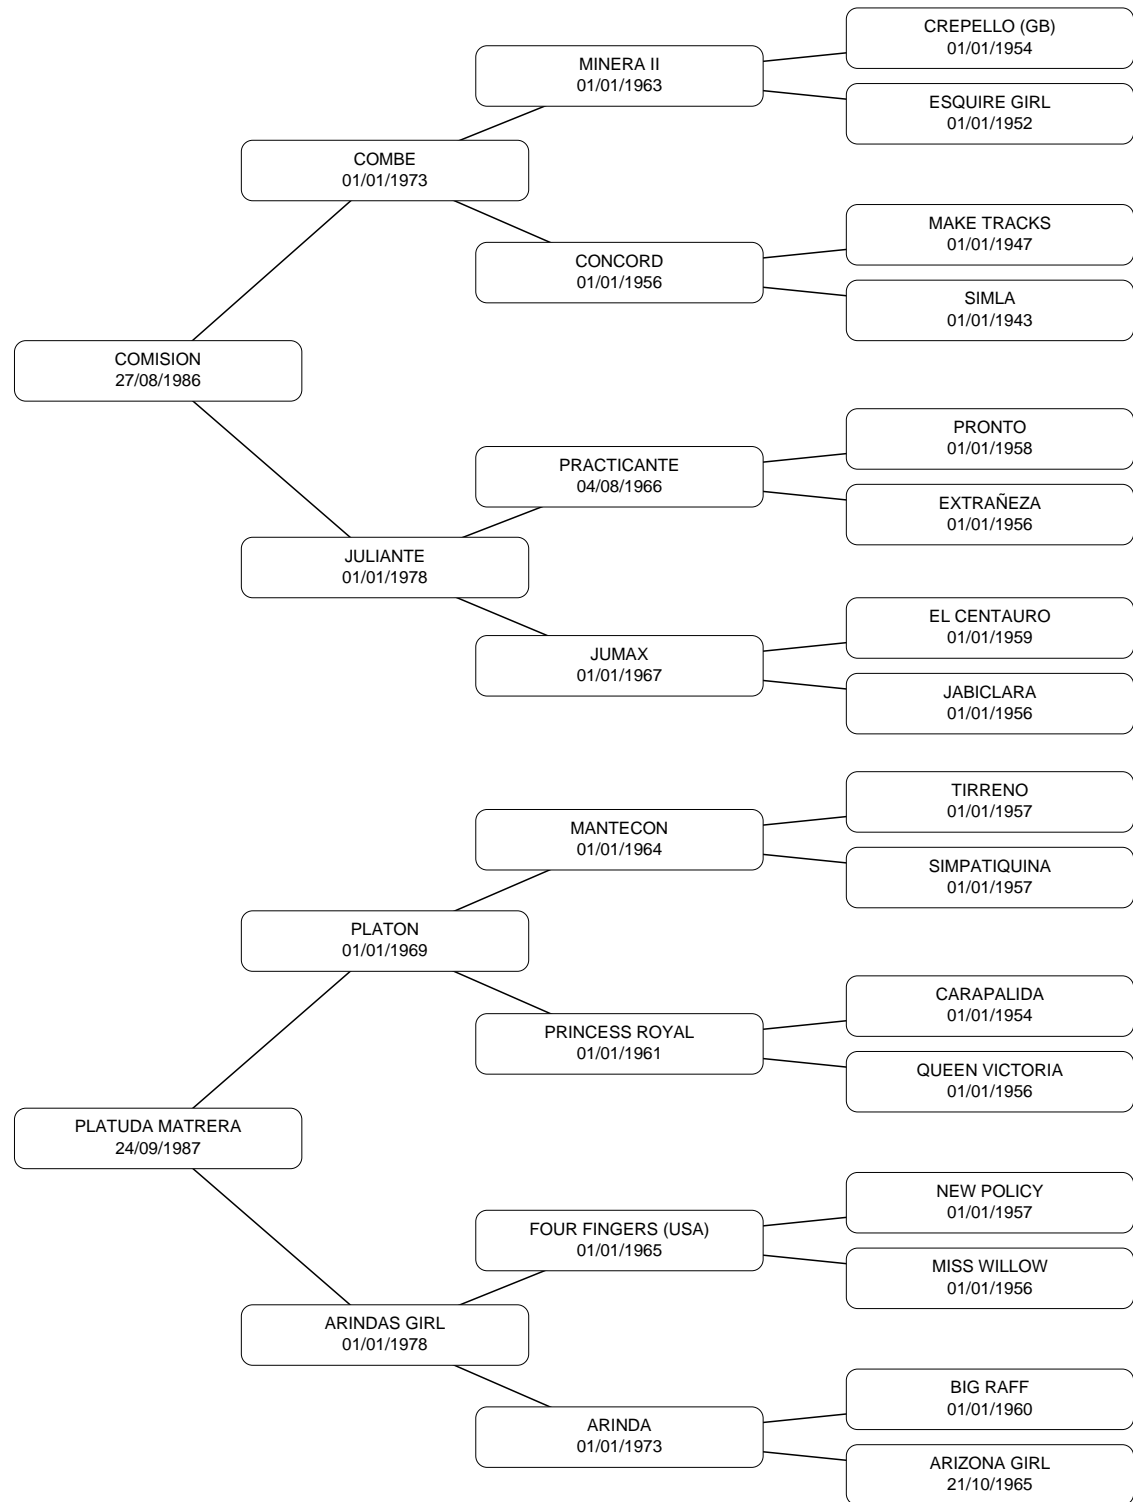 CREPELLO (GB)
01/01/1954
MINERA II
01/01/1963
ESQUIRE GIRL
01/01/1952
COMBE
01/01/1973
MAKE TRACKS
01/01/1947
CONCORD
01/01/1956
SIMLA
01/01/1943
COMISION
27/08/1986
PRONTO
01/01/1958
PRACTICANTE
04/08/1966
EXTRAÑEZA
01/01/1956
JULIANTE
01/01/1978
EL CENTAURO
01/01/1959
JUMAX
01/01/1967
JABICLARA
01/01/1956
TIRRENO
01/01/1957
MANTECON
01/01/1964
SIMPATIQUINA
01/01/1957
PLATON
01/01/1969
CARAPALIDA
01/01/1954
PRINCESS ROYAL
01/01/1961
QUEEN VICTORIA
01/01/1956
PLATUDA MATRERA
24/09/1987
NEW POLICY
01/01/1957
FOUR FINGERS (USA)
01/01/1965
MISS WILLOW
01/01/1956
ARINDAS GIRL
01/01/1978
BIG RAFF
01/01/1960
ARINDA
01/01/1973
ARIZONA GIRL
21/10/1965